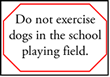 Do not exercise
dogs in the school
playing field.